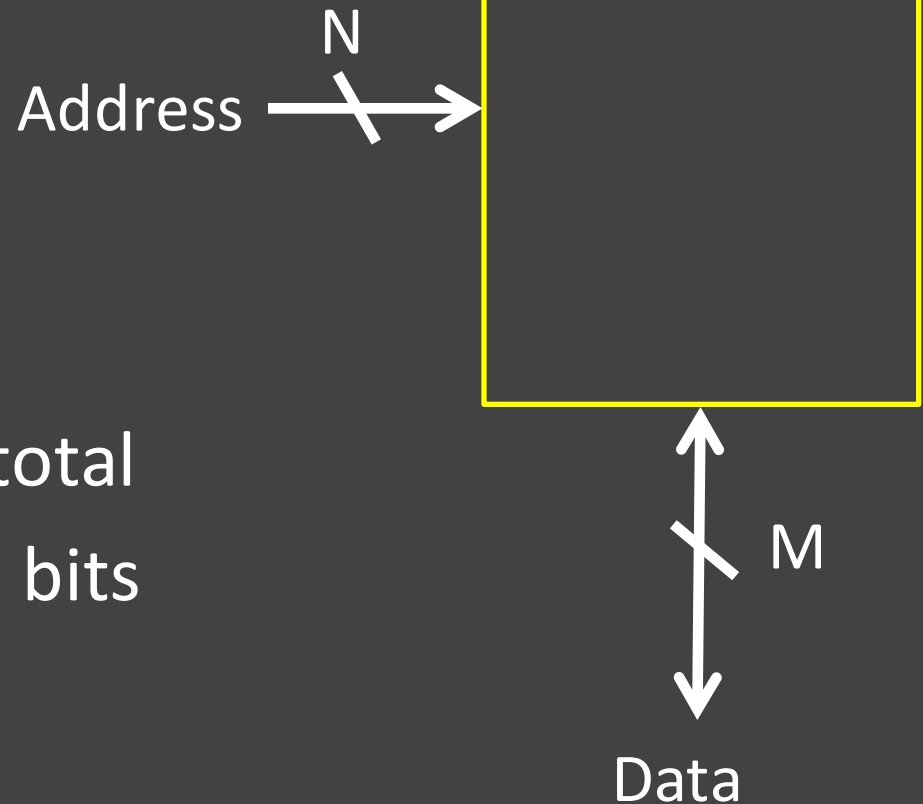 N
Address
total
bits
M
Data